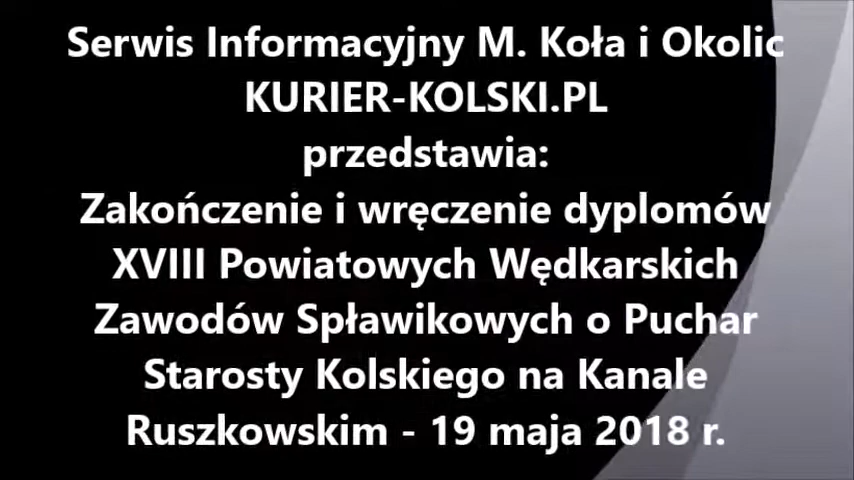 Serwis Informacyjny M. Koła i Okolic
KURIER-KOLSKI.PL
przedstawia:
Zakończenie i wręczenie dyplomów
XVIII Powiatowych Wędkarskich
Zawodów Spławikowych o Puchar
Starosty Kolskiego na Kanale
Ruszkowskim - 19 maja 2018 r.